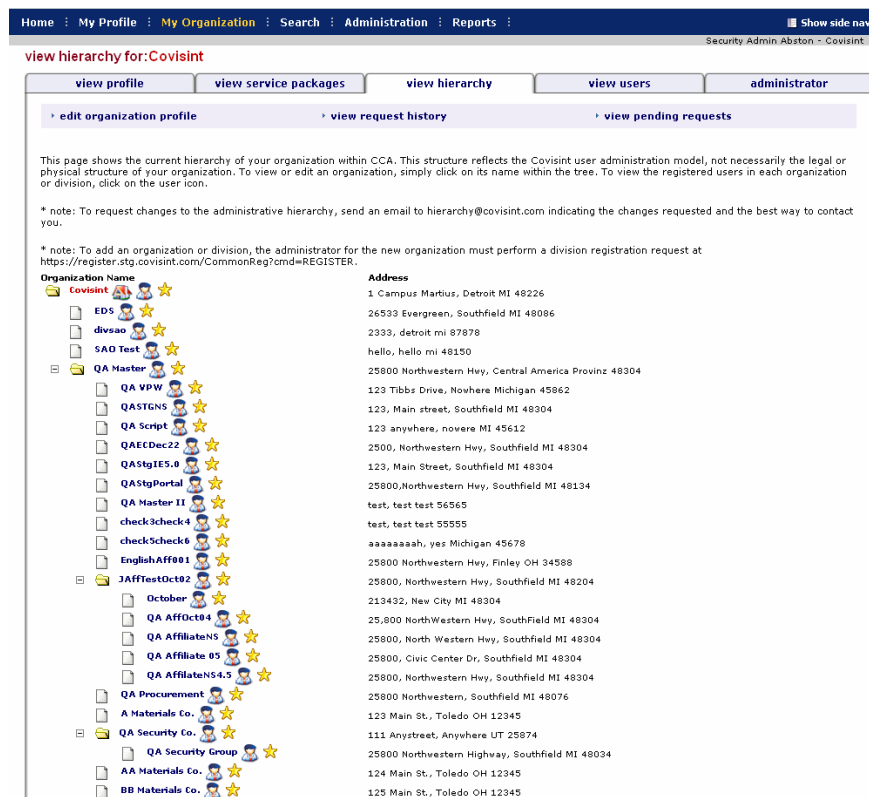 Home : My Profile : My Organization : Search : Administration : Reports :
Show side nav
Security Admin Abston - Covisint
view hierarchy for:Covisint
view profile view service packages view hierarchy view users administrator
edit organization profile view request history view pending requests
This page shows the current hierarchy of your organization within CCA. This structure reflects the Covisint user administration model, not necessarily the legal or
physical structure of your organization. To view or edit an organization, simply click on its name within the tree. To view the registered users in each organization
or division, click on the user icon.
* note: To request changes to the administrative hierarchy, send an email to hierarchy@covisint.com indicating the changes requested and the best way to contact
you.
* note: To add an organization or division, the administrator for the new organization must perform a division registration request at
https://register.stg.covisint.com/CommonReg?cmd=REGISTER.
Organization Name Address
Covisint 1 Campus Martius, Detroit MI 48226
EDS 26533 Evergreen, Southfield MI 48086
divsao 2333, detroit mi 87878
SAO Test hello, hello mi 48150
QA Master 25800 Northwestern Hwy, Central America Provinz 48304
QA VPW 123 Tibbs Drive, Nowhere Michigan 45862
QASTGNS 123, Main street, Southfield MI 48304
QA Script 123 anywhere, nowere MI 45612
QAECDec22 2500, Northwestern Hwy, Southfield MI 48304
QAStgIE5.0 123, Main Street, Southfield MI 48304
QAStgPortal 25800,Northwestern Hwy, Southfield MI 48134
QA Master II test, test test 56565
check3check4 test, test test 55555
check5check6 aaaaaaaah, yes Michigan 45678
EnglishAff001 25800 Northwestern Hwy, Finley OH 34588
JAffTestOct02 25800, Northwestern Hwy, Southfield MI 48204
October 213432, New City MI 48304
QA AffOct04 25,800 NorthWestern Hwy, SouthField MI 48304
QA AffiliateNS 25800, North Western Hwy, Southfield MI 48304
QA Affiliate 05 25800, Civic Center Dr, Southfield MI 48304
QA AffilateNS4.5 25800, Northwestern Hwy, Southfield MI 48304
QA Procurement 25800 Northwestern, Southfield MI 48076
A Materials Co. 123 Main St., Toledo OH 12345
QA Security Co. 111 Anystreet, Anywhere UT 25874
QA Security Group 25800 Northwestern Highway, Southfield MI 48034
AA Materials Co. 124 Main St., Toledo OH 12345
BB Materials Co. 125 Main St., Toledo OH 12345